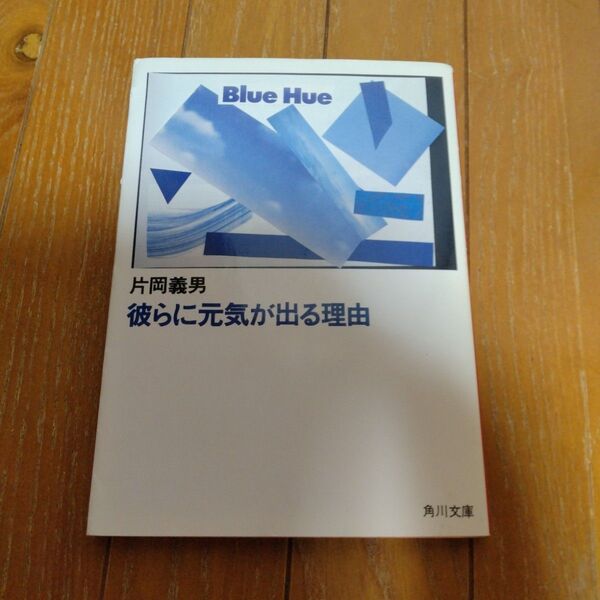 Blue Hue
片岡義男
彼らに元気が出る理由
角川文庫